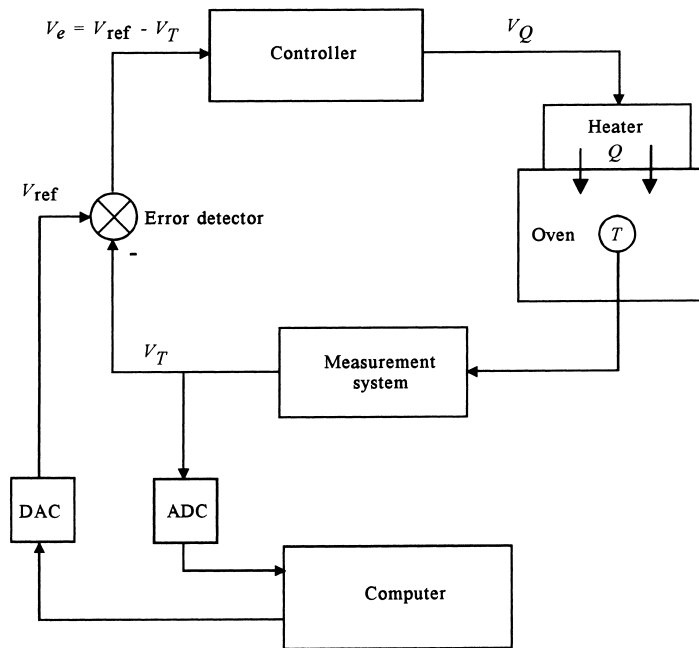 V_e = V_ref - V_T
Controller
V_Q
Heater
Q
V_ref
Error detector
-
Oven
T
V_T
Measurement
system
DAC
ADC
Computer